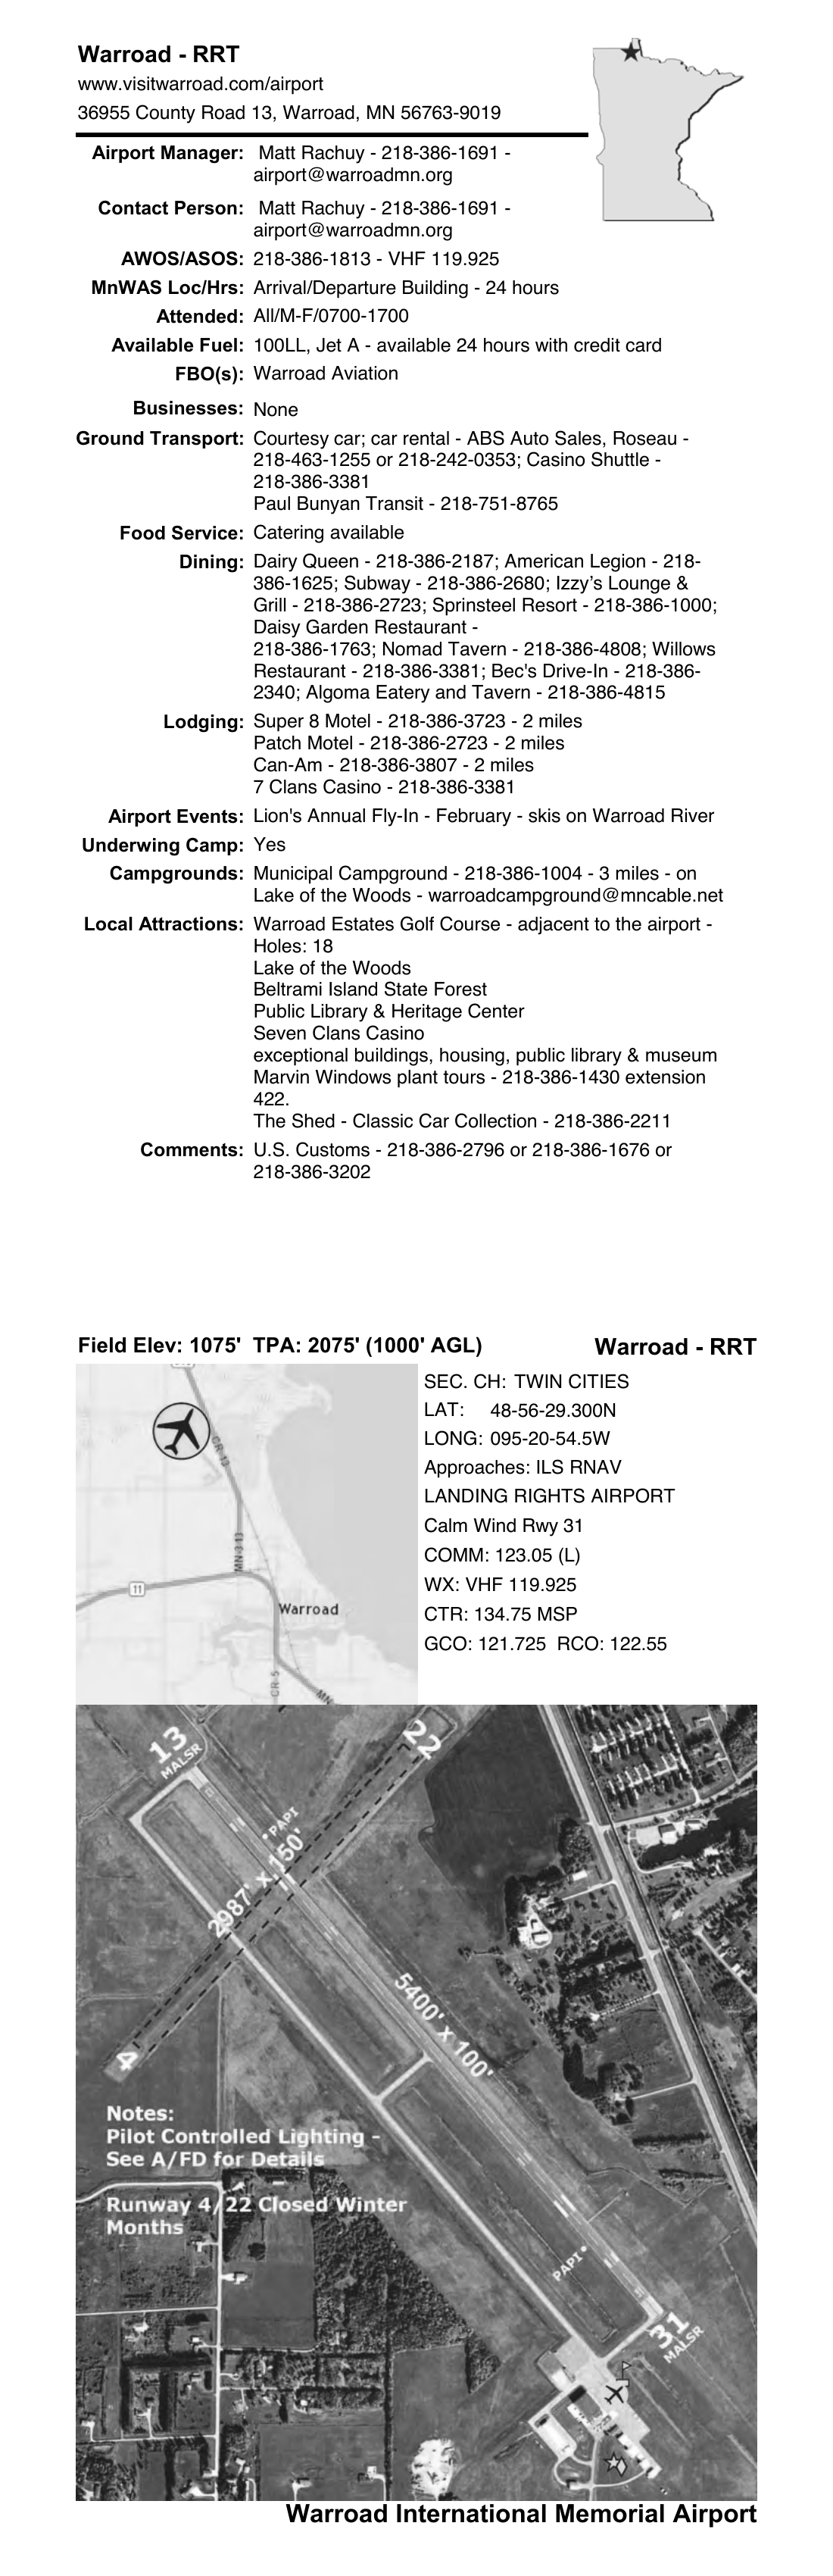 Warroad - RRT
www.visitwarroad.com/airport
36955 County Road 13, Warroad, MN 56763-9019
Airport Manager: Matt Rachuy - 218-386-1691 -
airport@warroadmn.org
Contact Person: Matt Rachuy - 218-386-1691 -
airport@warroadmn.org
AWOS/ASOS: 218-386-1813 - VHF 119.925
MnWAS Loc/Hrs: Arrival/Departure Building - 24 hours
Attended: All/M-F/0700-1700
Available Fuel: 100LL, Jet A - available 24 hours with credit card
FBO(s): Warroad Aviation
Businesses: None
Ground Transport: Courtesy car; car rental - ABS Auto Sales, Roseau -
218-463-1255 or 218-242-0353; Casino Shuttle -
218-386-3381
Paul Bunyan Transit - 218-751-8765
Food Service: Catering available
Dining: Dairy Queen - 218-386-2187; American Legion - 218-
386-1625; Subway - 218-386-2680; Izzy’s Lounge &
Grill - 218-386-2723; Sprinsteel Resort - 218-386-1000;
Daisy Garden Restaurant -
218-386-1763; Nomad Tavern - 218-386-4808; Willows
Restaurant - 218-386-3381; Bec's Drive-In - 218-386-
2340; Algoma Eatery and Tavern - 218-386-4815
Lodging: Super 8 Motel - 218-386-3723 - 2 miles
Patch Motel - 218-386-2723 - 2 miles
Can-Am - 218-386-3807 - 2 miles
7 Clans Casino - 218-386-3381
Airport Events: Lion's Annual Fly-In - February - skis on Warroad River
Underwing Camp: Yes
Campgrounds: Municipal Campground - 218-386-1004 - 3 miles - on
Lake of the Woods - warroadcampground@mncable.net
Local Attractions: Warroad Estates Golf Course - adjacent to the airport -
Holes: 18
Lake of the Woods
Beltrami Island State Forest
Public Library & Heritage Center
Seven Clans Casino
exceptional buildings, housing, public library & museum
Marvin Windows plant tours - 218-386-1430 extension
422.
The Shed - Classic Car Collection - 218-386-2211
Comments: U.S. Customs - 218-386-2796 or 218-386-1676 or
218-386-3202
Field Elev: 1075' TPA: 2075' (1000' AGL)
Warroad - RRT
CR-13
MN-313
11
Warroad
CR-5
MN
SEC. CH: TWIN CITIES
LAT: 48-56-29.300N
LONG: 095-20-54.5W
Approaches: ILS RNAV
LANDING RIGHTS AIRPORT
Calm Wind Rwy 31
COMM: 123.05 (L)
WX: VHF 119.925
CTR: 134.75 MSP
GCO: 121.725 RCO: 122.55
13
MALSR
22
PAPI
2987' x 150'
5400' x 100'
4
Notes:
Pilot Controlled Lighting -
See A/FD for Details
Runway 4/22 Closed Winter
Months
PAPI
31
MALSR
Warroad International Memorial Airport